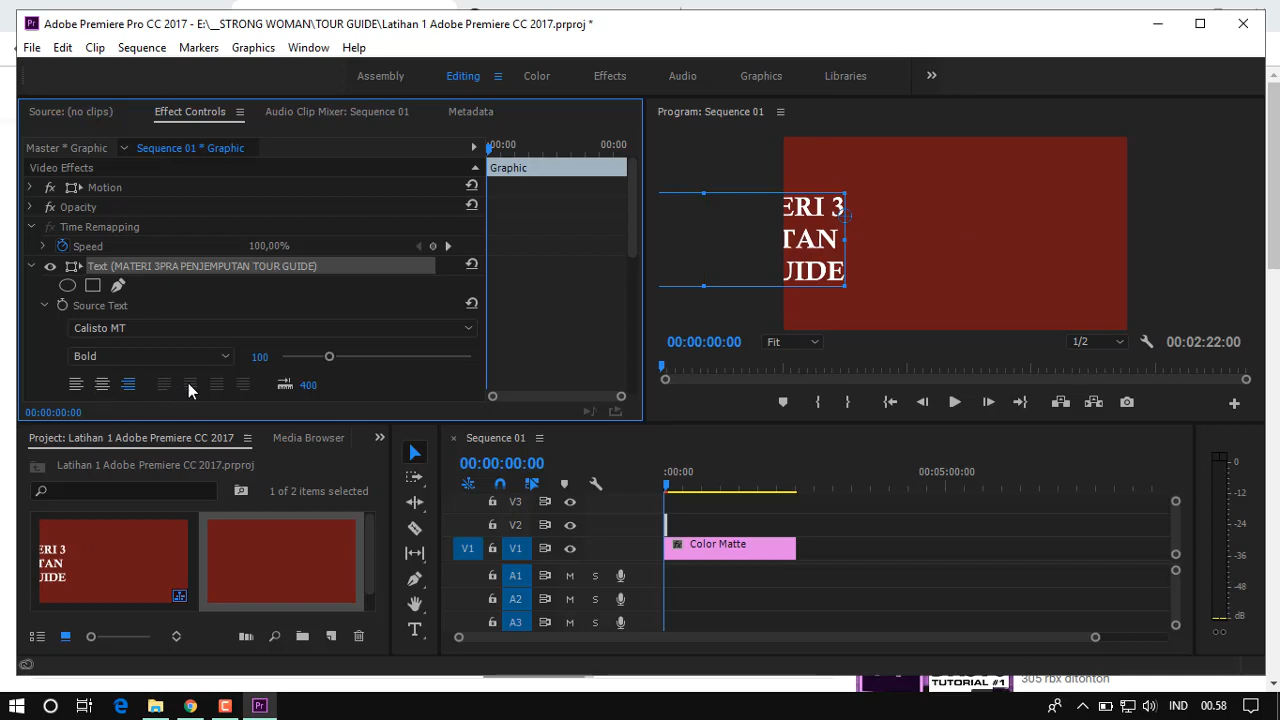 Adobe Premiere Pro CC 2017 - E:\__STRONG WOMAN\TOUR GUIDE\Latihan 1 Adobe Premiere CC 2017.prproj *
File Edit Clip Sequence Markers Graphics Window Help
Assembly Editing Color Effects Audio Graphics Libraries
Source: (no clips) Effect Controls Audio Clip Mixer: Sequence 01 Metadata
Program: Sequence 01
Master * Graphic Sequence 01 * Graphic
:00:00 00:00
Video Effects
Graphic
fx Motion
fx Opacity
fx Time Remapping
Speed 100,00%
Text (MATERI 3PRA PENJEMPUTAN TOUR GUIDE)
Source Text
Calisto MT
Bold 100
400
00:00:00:00
ERI 3
TAN
UIDE
00:00:00:00 Fit 1/2 00:02:22:00
Project: Latihan 1 Adobe Premiere CC 2017 Media Browser
Latihan 1 Adobe Premiere CC 2017.prproj
1 of 2 items selected
ERI 3
TAN
UIDE
Sequence 01
00:00:00:00
:00:00 00:05:00:00
V3
V2
V1 V1 fx Color Matte
A1 M S
A2 M S
A3 M S
0
-12
-24
-36
-48
dB
TUTORIAL #1
305 rbx ditonton
Pr IND 00.58